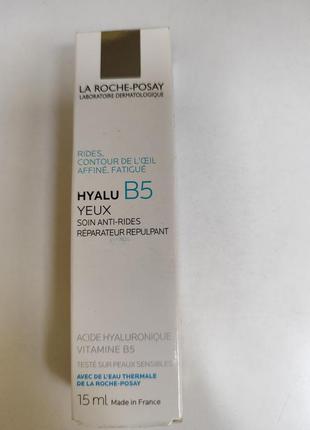 LA ROCHE-POSAY
LABORATOIRE DERMATOLOGIQUE
RIDES,
CONTOUR DE L'ŒIL
AFFINÉ, FATIGUÉ
HYALU B5
YEUX
SOIN ANTI-RIDES
RÉPARATEUR REPULPANT
ACIDE HYALURONIQUE
VITAMINE B5
TESTÉ SUR PEAUX SENSIBLES
AVEC DE L'EAU THERMALE
DE LA ROCHE-POSAY
15 ml Made in France